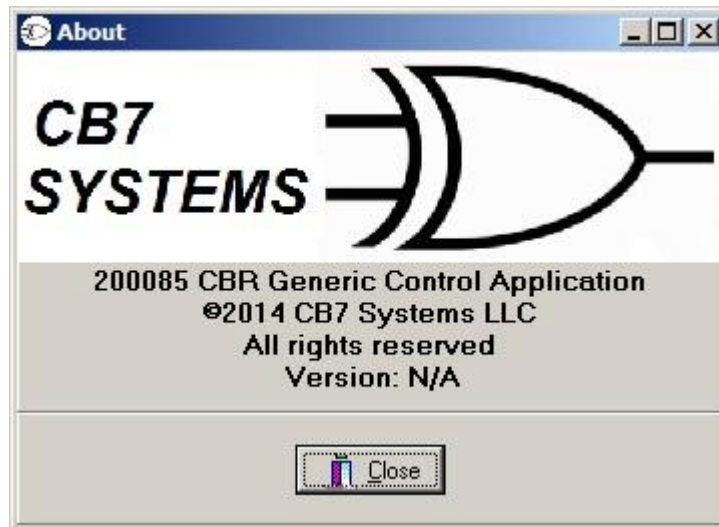 About
CB7
SYSTEMS
200085 CBR Generic Control Application
©2014 CB7 Systems LLC
All rights reserved
Version: N/A
Close